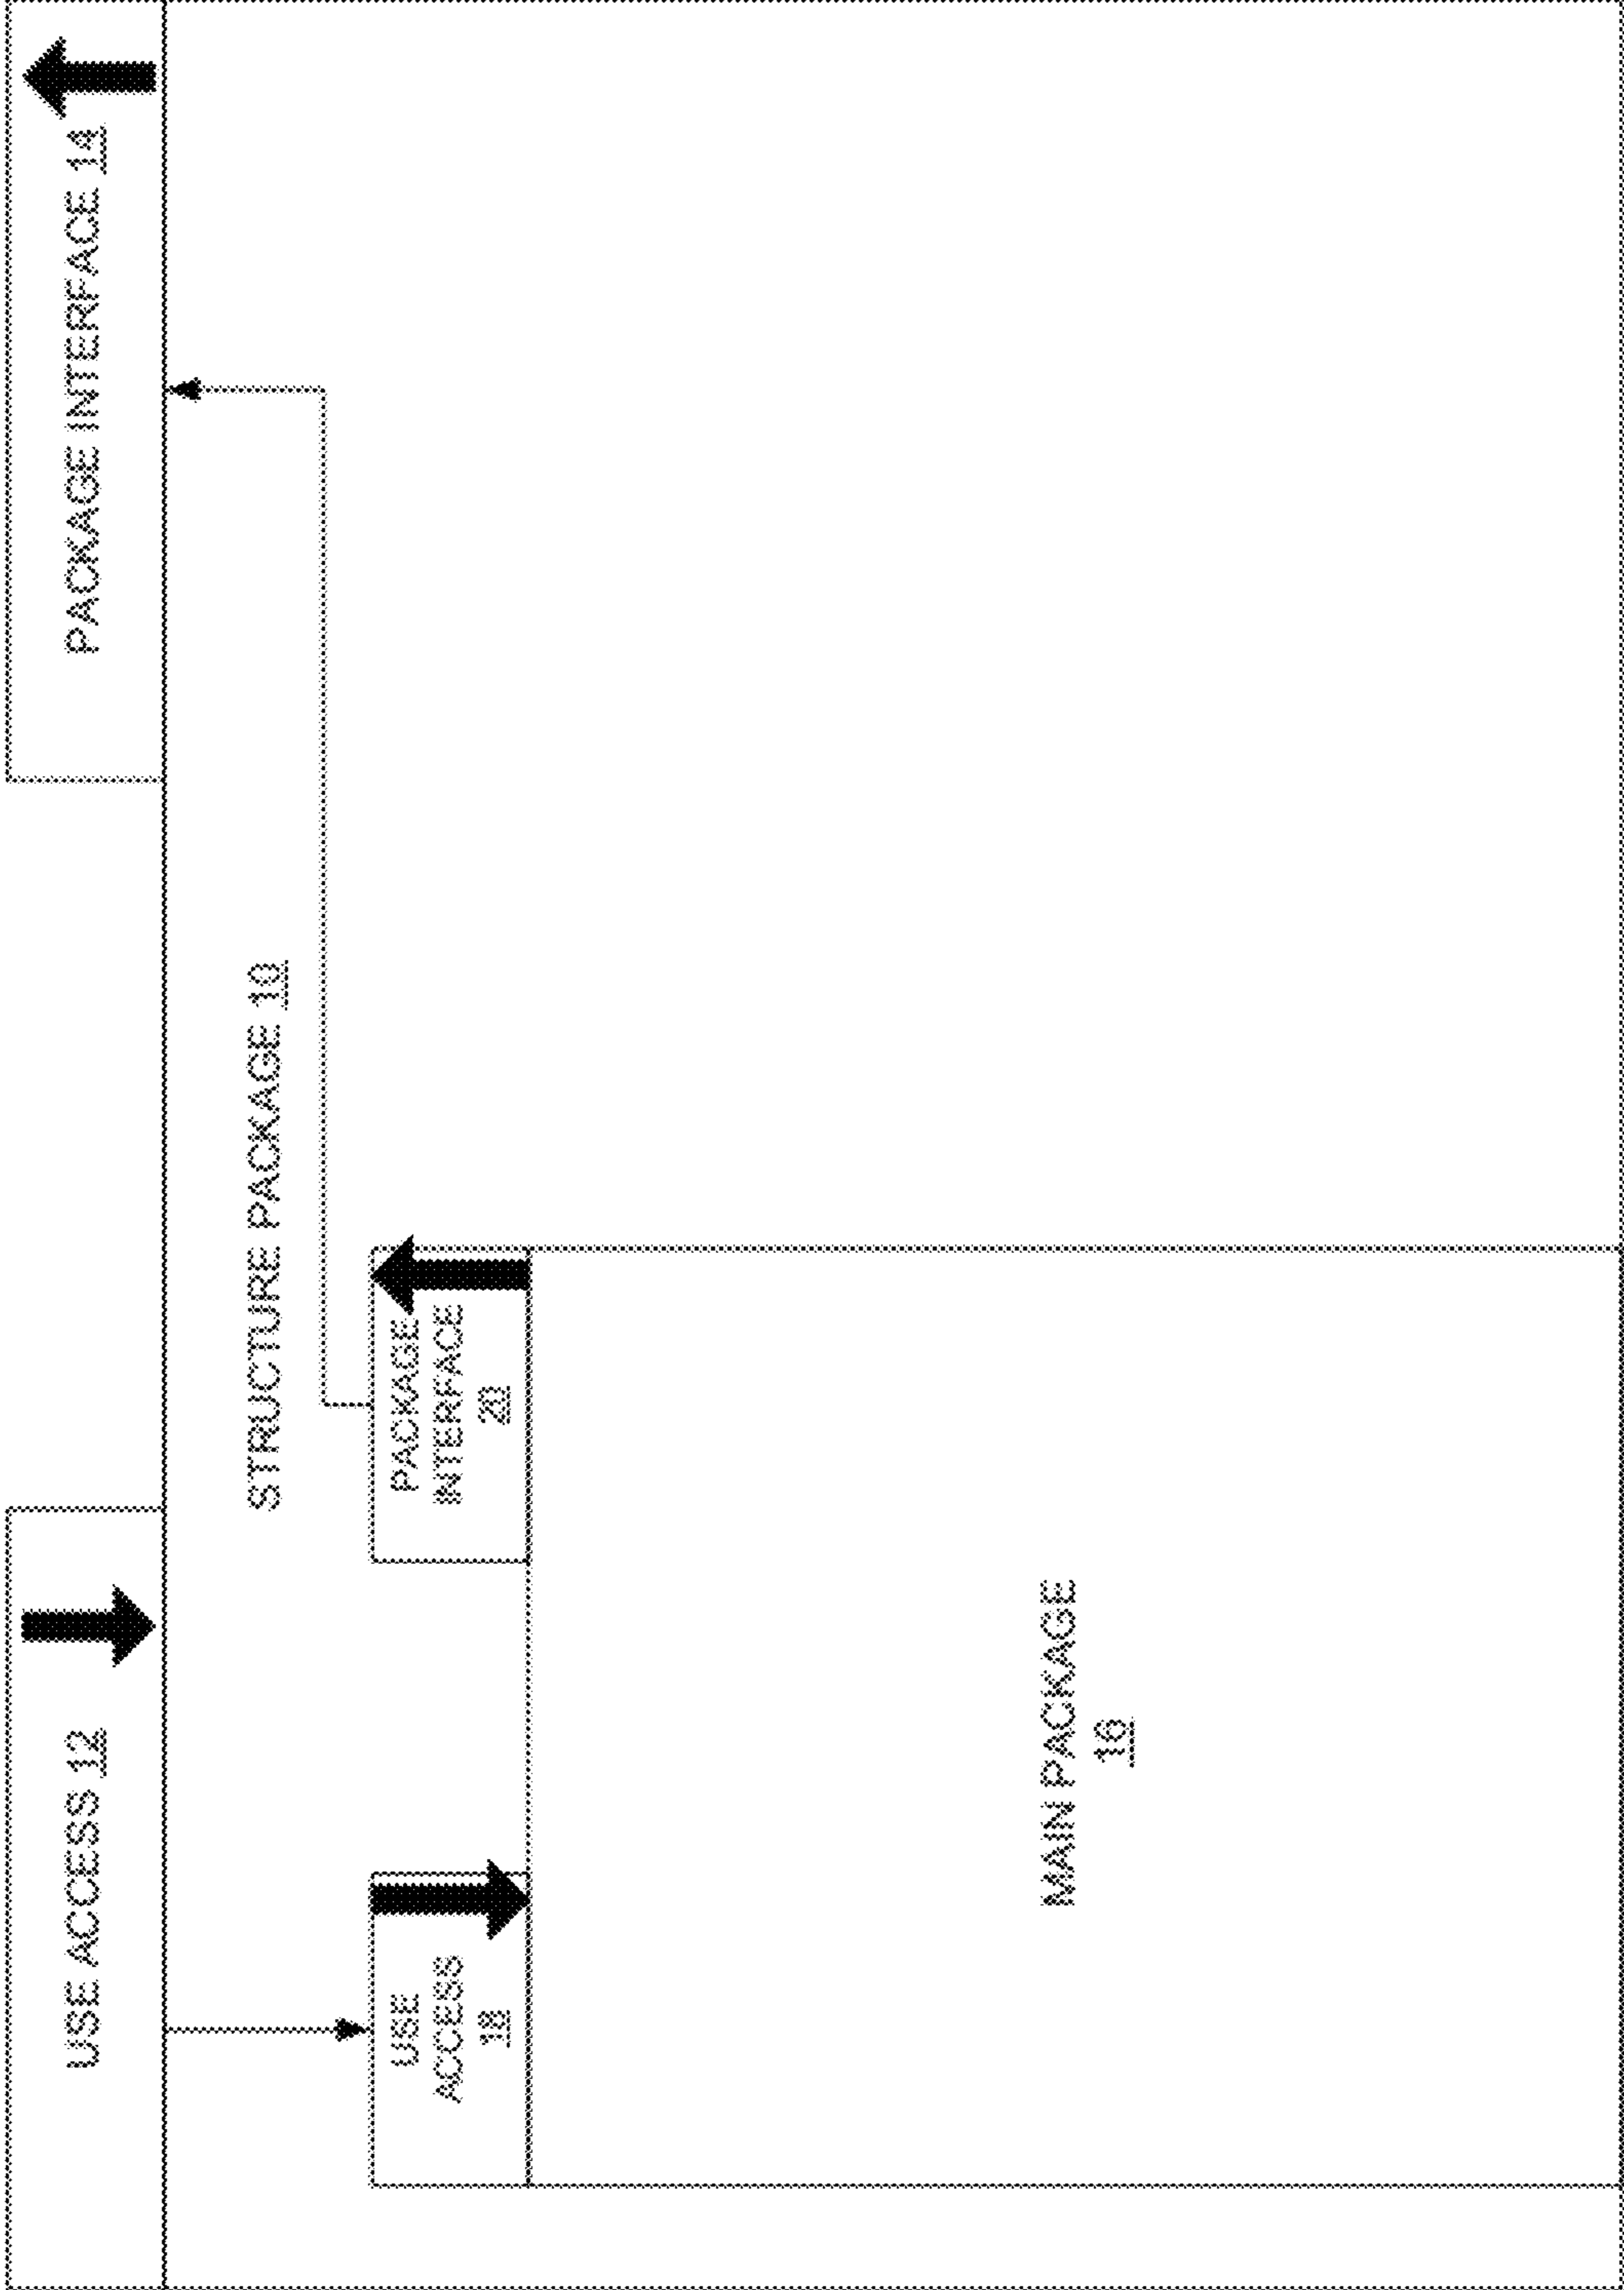 USE ACCESS 12
PACKAGE INTERFACE 14
STRUCTURE PACKAGE 10
USE
ACCESS
18
PACKAGE
INTERFACE
20
MAIN PACKAGE
16